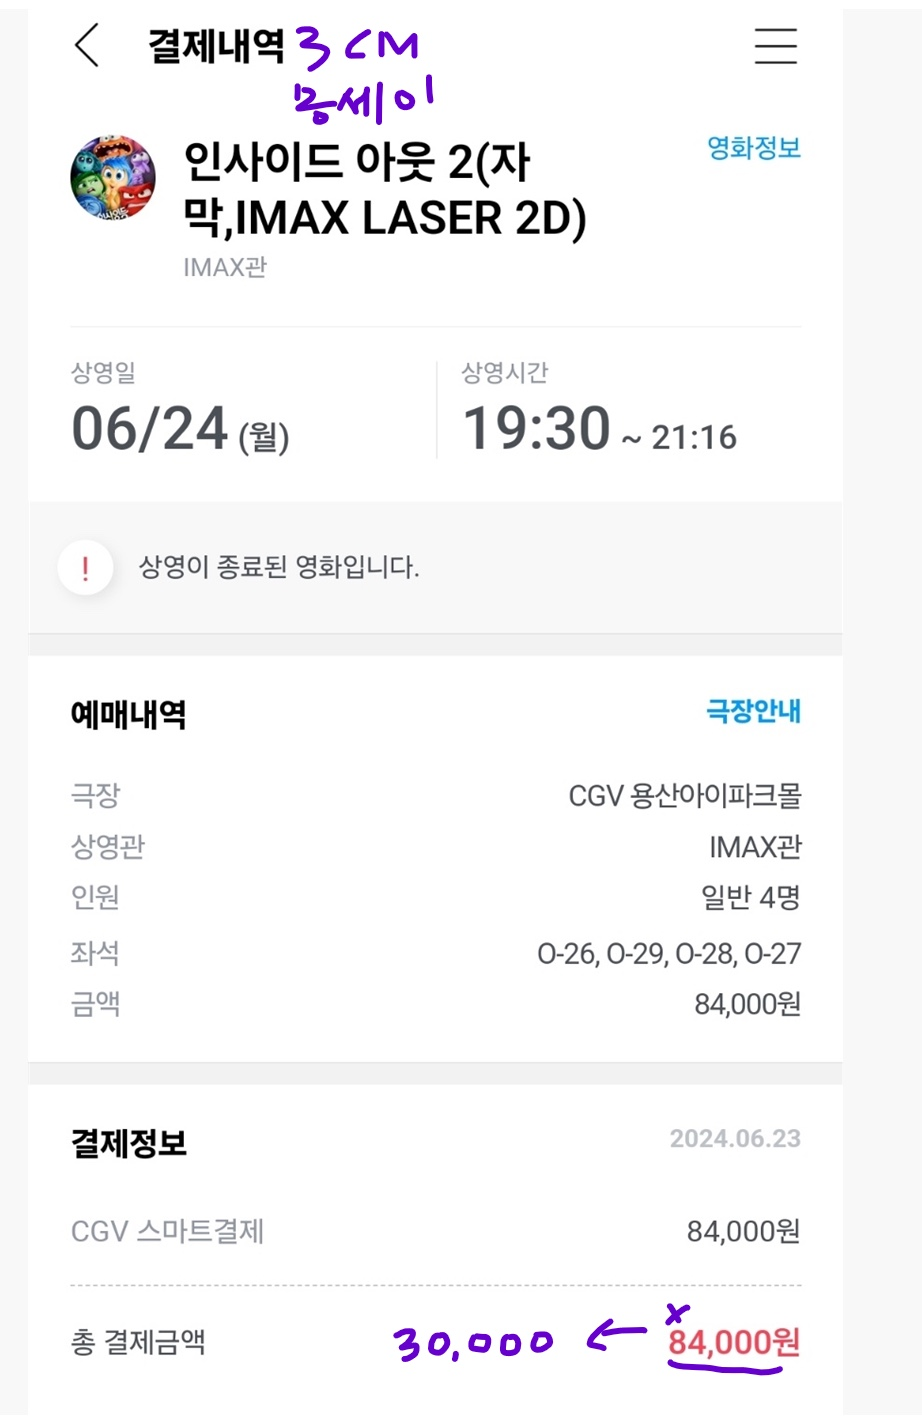 결제내역 3CM
몽세이
인사이드 아웃 2(자
막,IMAX LASER 2D)
영화정보
IMAX관
상영일
06/24 (월)
상영시간
19:30 ~ 21:16
! 상영이 종료된 영화입니다.
예매내역 극장안내
극장 CGV 용산아이파크몰
상영관 IMAX관
인원 일반 4명
좌석 O-26, O-29, O-28, O-27
금액 84,000원
결제정보 2024.06.23
CGV 스마트결제 84,000원
x
총 결제금액 30,000 ← 84,000원